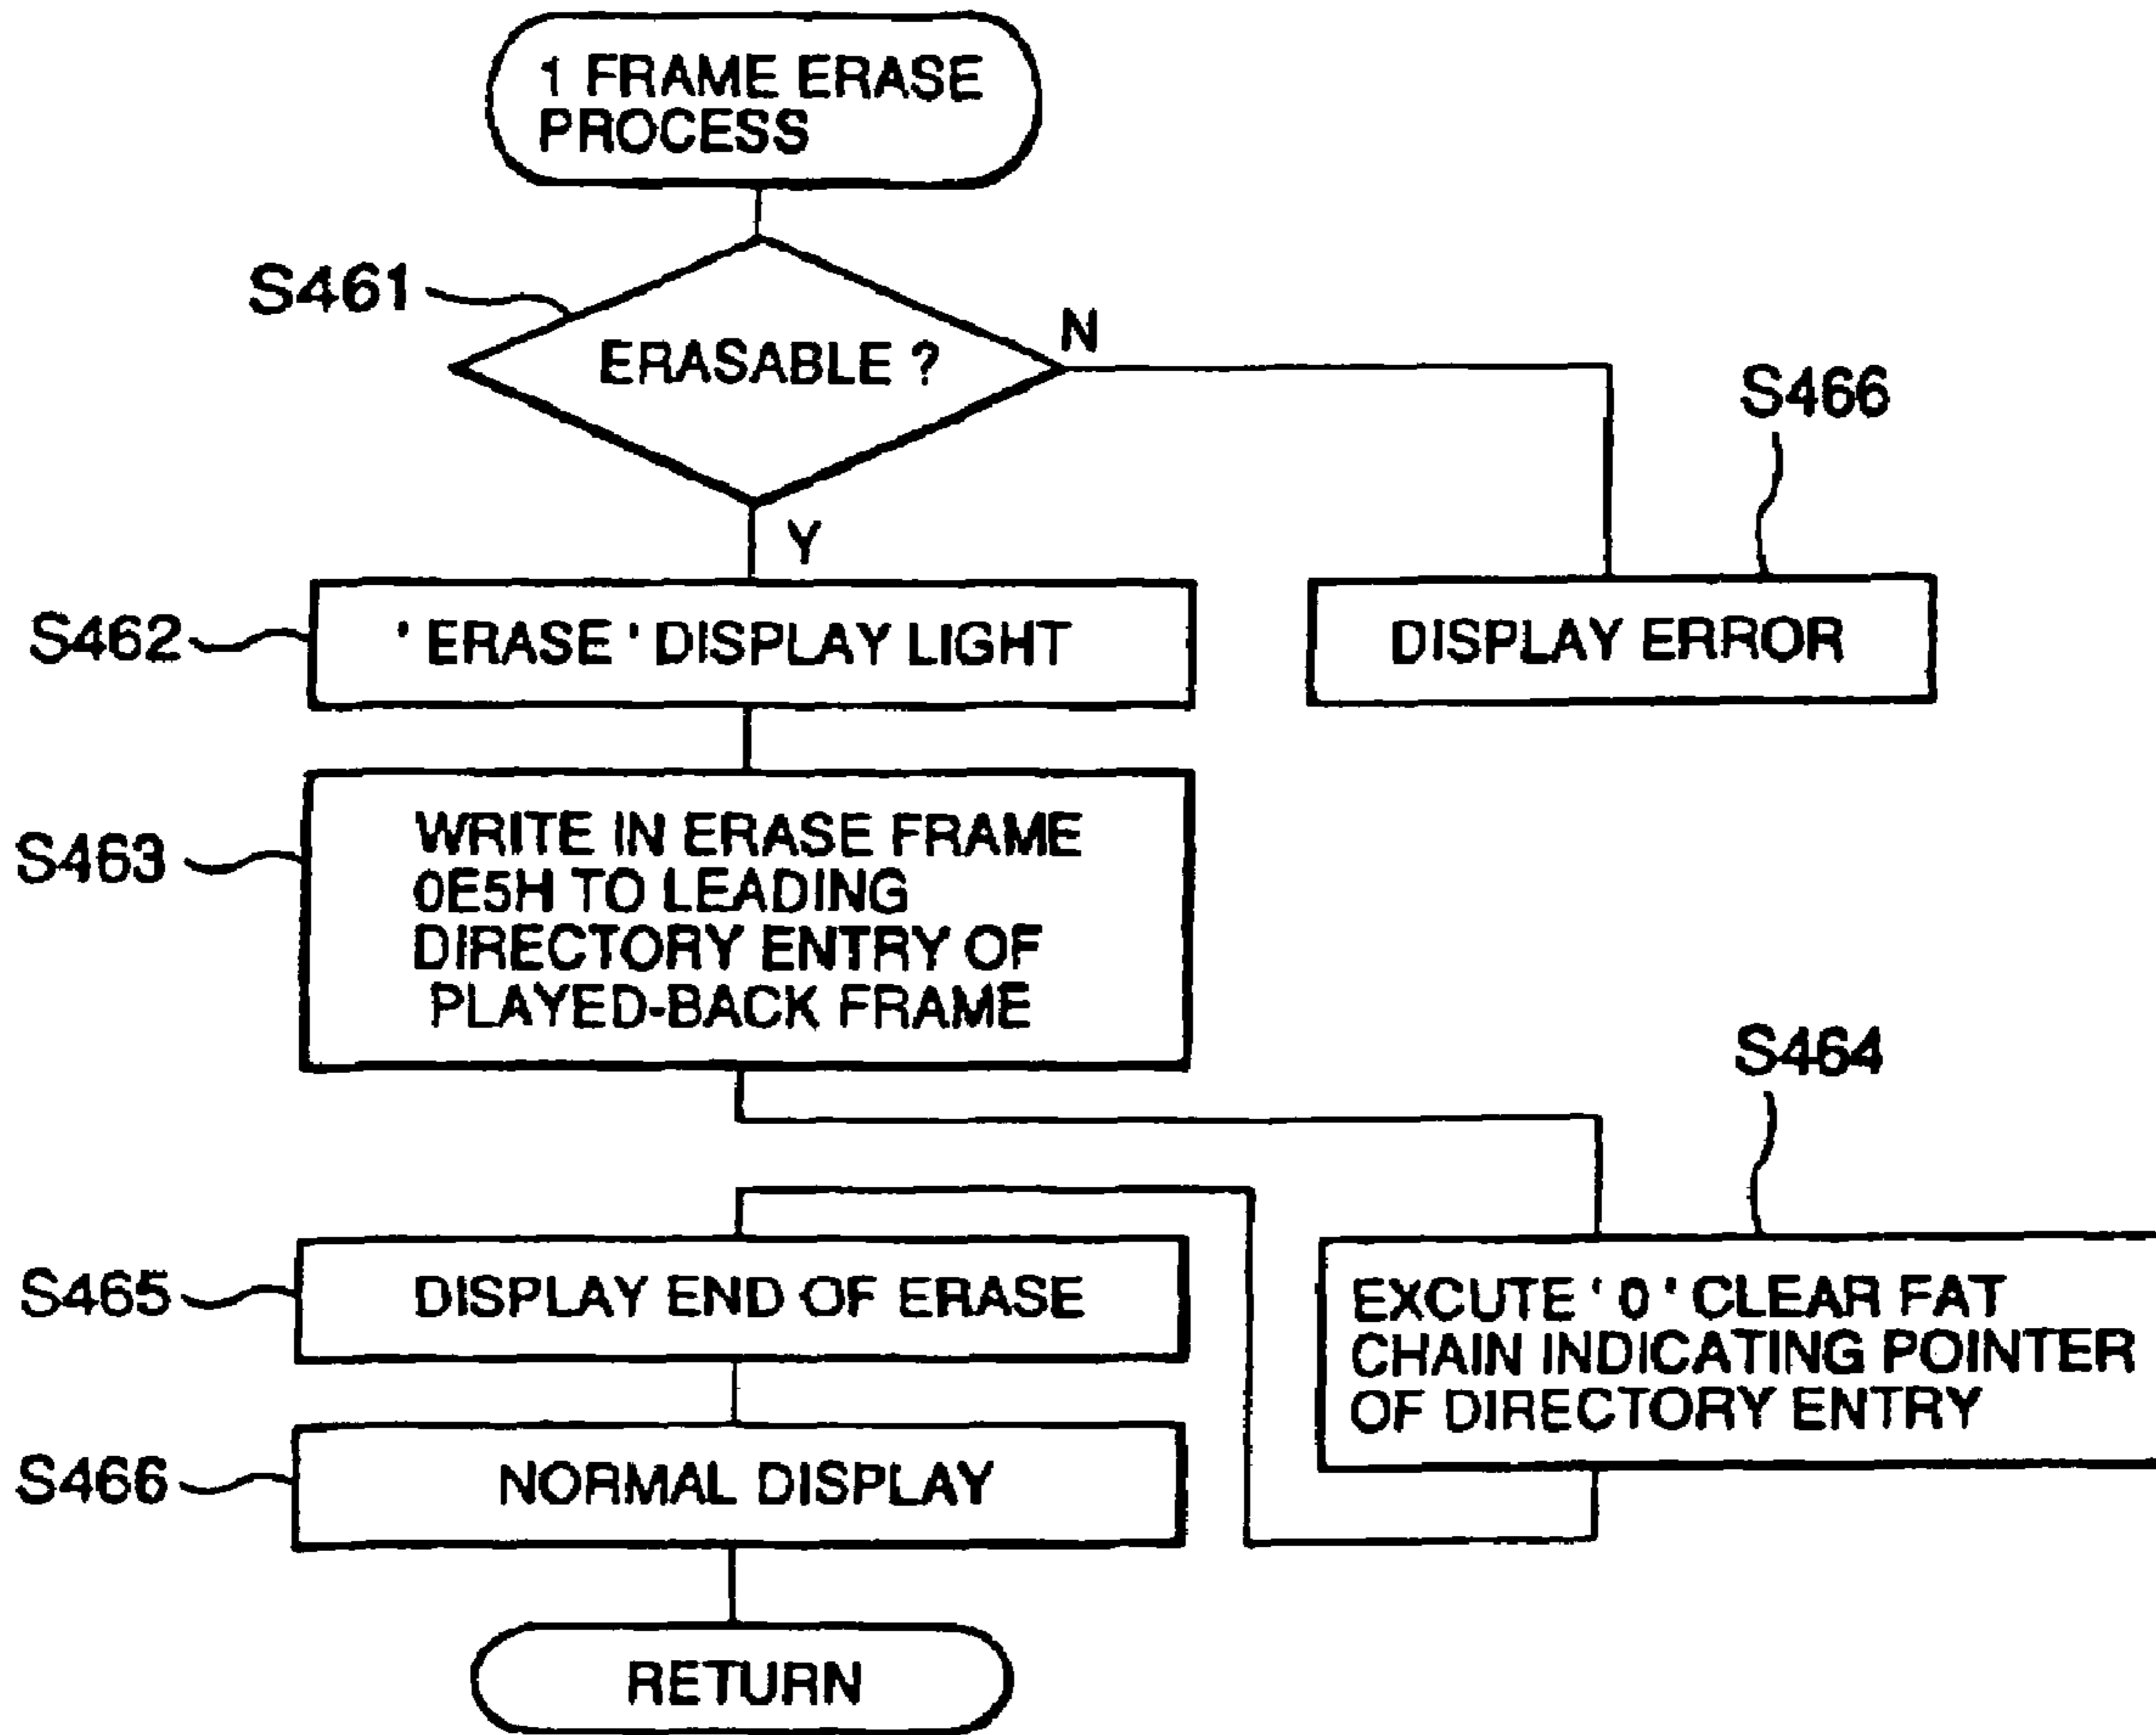 1 FRAME ERASE
PROCESS
S461
ERASABLE ?
N
S466
Y
S462
' ERASE ' DISPLAY LIGHT
DISPLAY ERROR
S463
WRITE IN ERASE FRAME
0E5H TO LEADING
DIRECTORY ENTRY OF
PLAYED-BACK FRAME
S464
S465
DISPLAY END OF ERASE
EXCUTE ' 0 ' CLEAR FAT
CHAIN INDICATING POINTER
OF DIRECTORY ENTRY
S466
NORMAL DISPLAY
RETURN